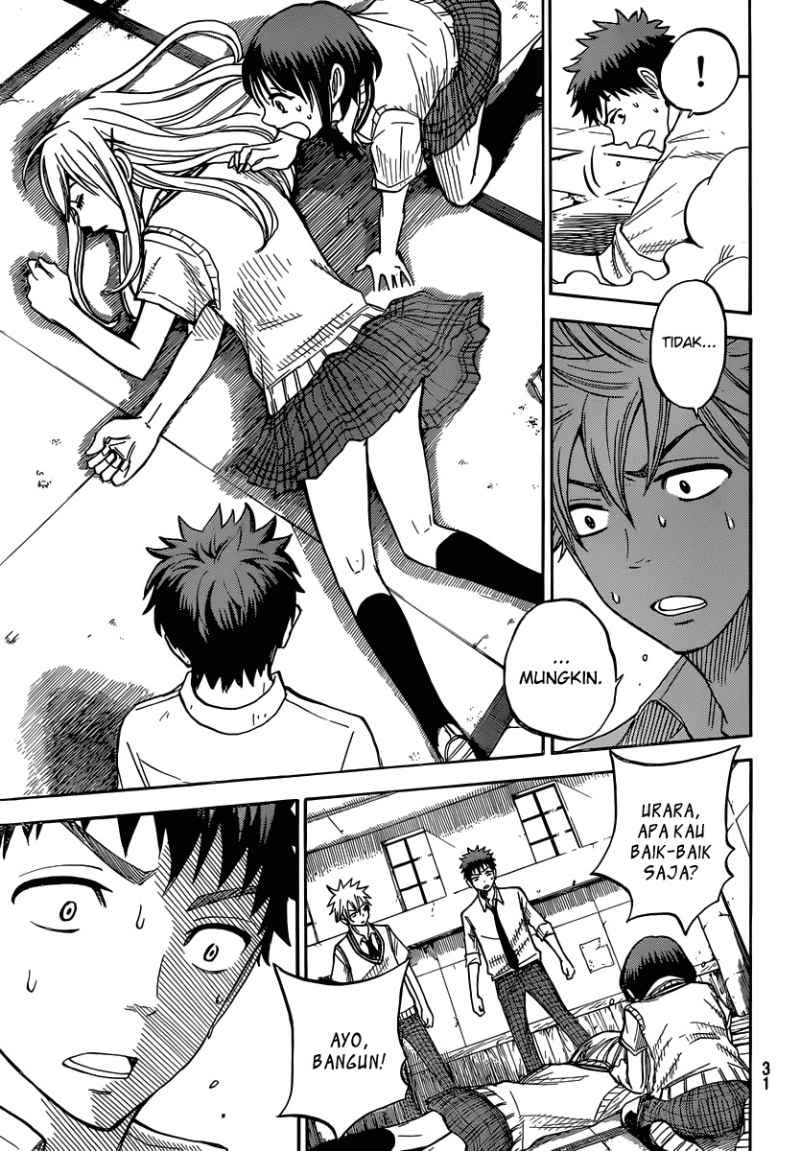 !
TIDAK...
...
MUNGKIN.
URARA,
APA KAU
BAIK-BAIK
SAJA?
AYO,
BANGUN!
31